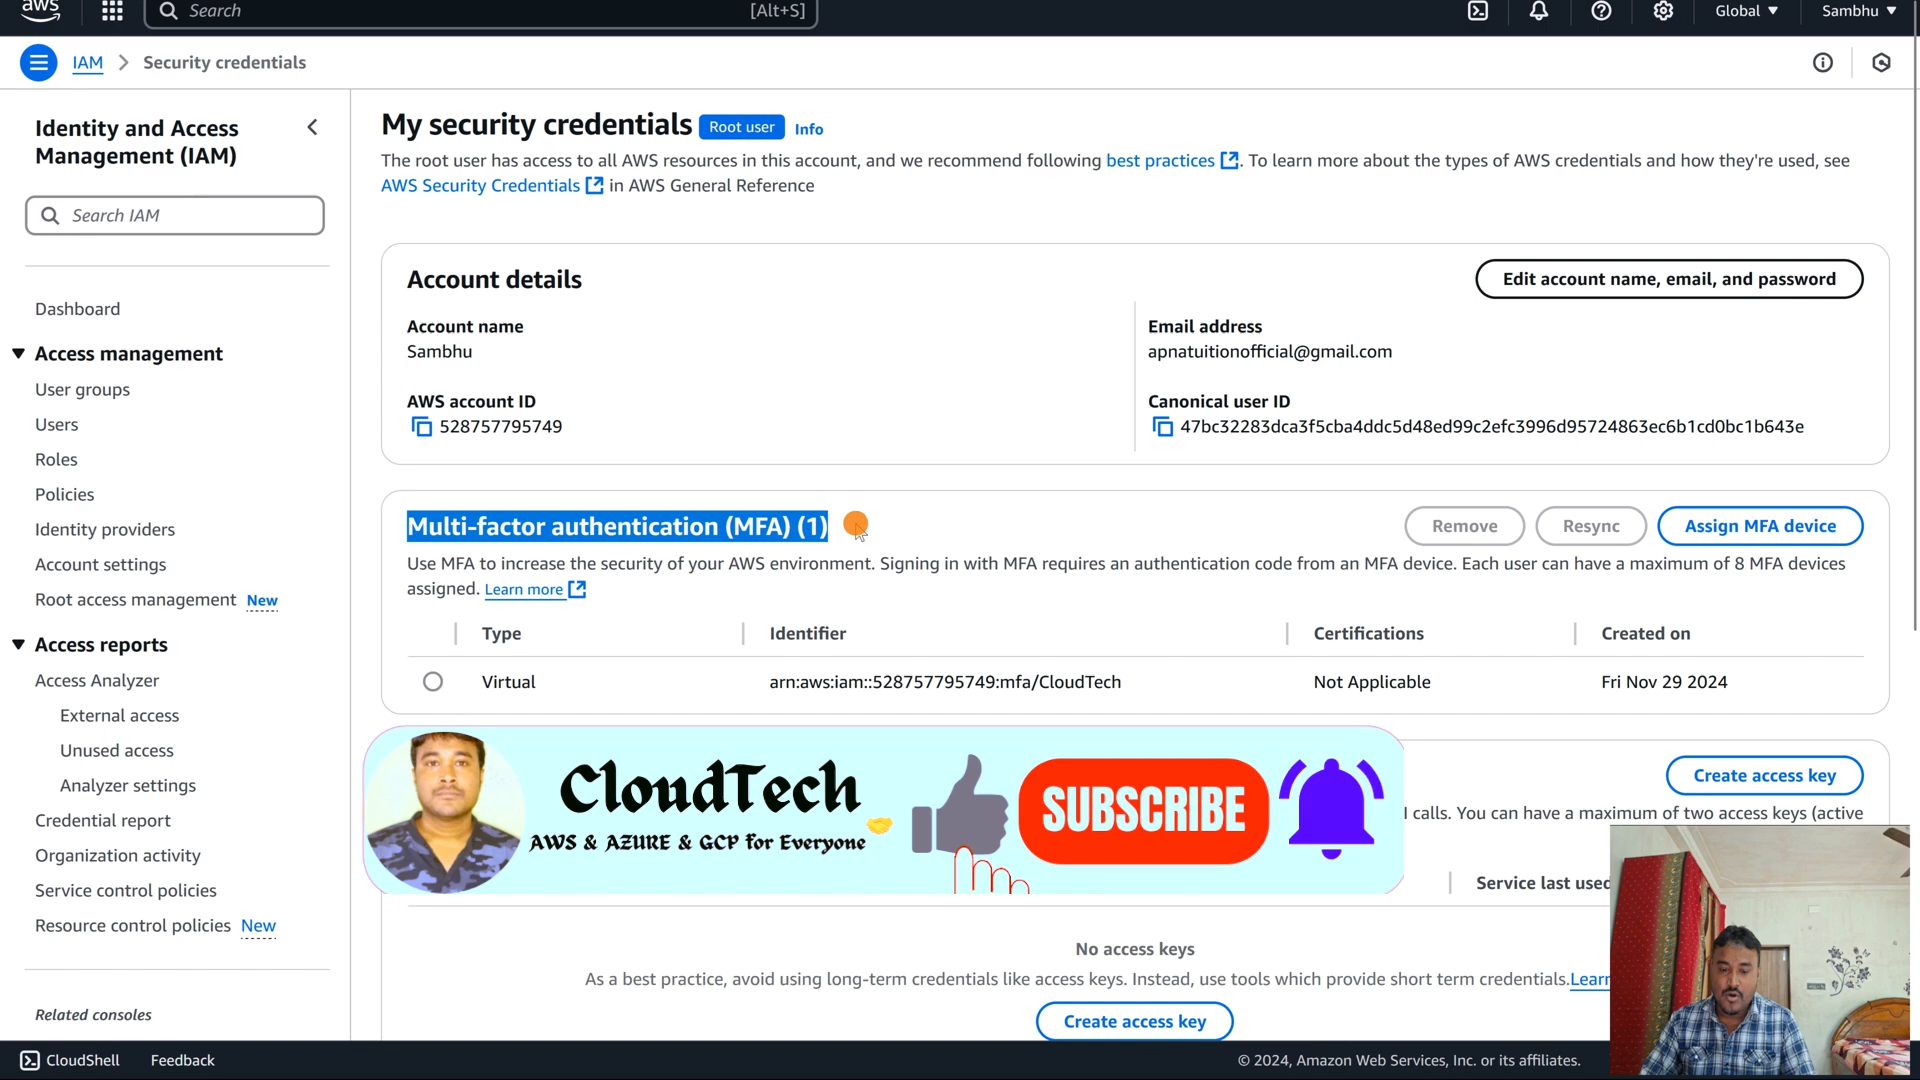 aws
Search [Alt+S]
Global Sambhu
IAM Security credentials
Identity and Access
Management (IAM)
Search IAM
Dashboard
Access management
User groups
Users
Roles
Policies
Identity providers
Account settings
Root access management New
Access reports
Access Analyzer
External access
Unused access
Analyzer settings
Credential report
Organization activity
Service control policies
Resource control policies New
Related consoles
My security credentials Root user Info
The root user has access to all AWS resources in this account, and we recommend following best practices. To learn more about the types of AWS credentials and how they're used, see
AWS Security Credentials in AWS General Reference
Account details
Edit account name, email, and password
Account name
Sambhu
Email address
apnatuitionofficial@gmail.com
AWS account ID
528757795749
Canonical user ID
47bc32283dca3f5cba4ddc5d48ed99c2efc3996d95724863ec6b1cd0bc1b643e
Multi-factor authentication (MFA) (1)
Remove Resync Assign MFA device
Use MFA to increase the security of your AWS environment. Signing in with MFA requires an authentication code from an MFA device. Each user can have a maximum of 8 MFA devices
assigned. Learn more
Type Identifier Certifications Created on
Virtual arn:aws:iam::528757795749:mfa/CloudTech Not Applicable Fri Nov 29 2024
CloudTech
AWS & AZURE & GCP for Everyone
SUBSCRIBE
Create access key
calls. You can have a maximum of two access keys (active
Service last used
No access keys
As a best practice, avoid using long-term credentials like access keys. Instead, use tools which provide short term credentials. Learn
Create access key
CloudShell Feedback
© 2024, Amazon Web Services, Inc. or its affiliates.